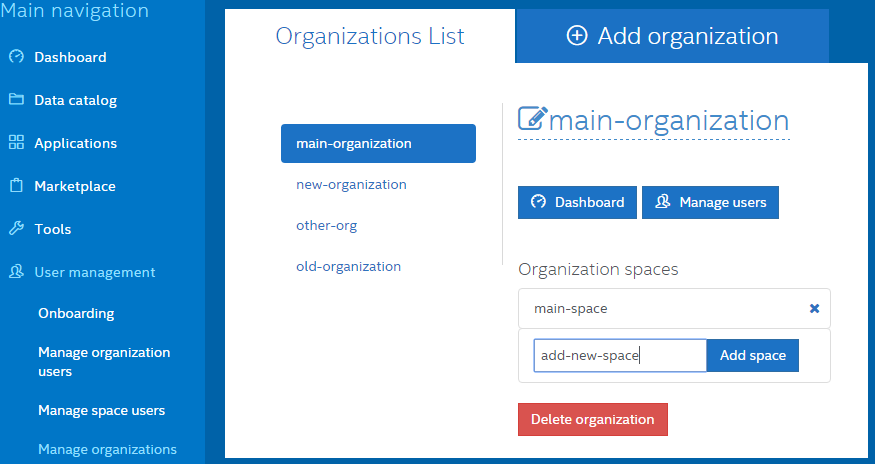 Main navigation
Dashboard
Data catalog
Applications
Marketplace
Tools
User management
Onboarding
Manage organization
users
Manage space users
Manage organizations
Organizations List
Add organization
main-organization
new-organization
other-org
old-organization
main-organization
Dashboard
Manage users
Organization spaces
main-space
add-new-space
Add space
Delete organization